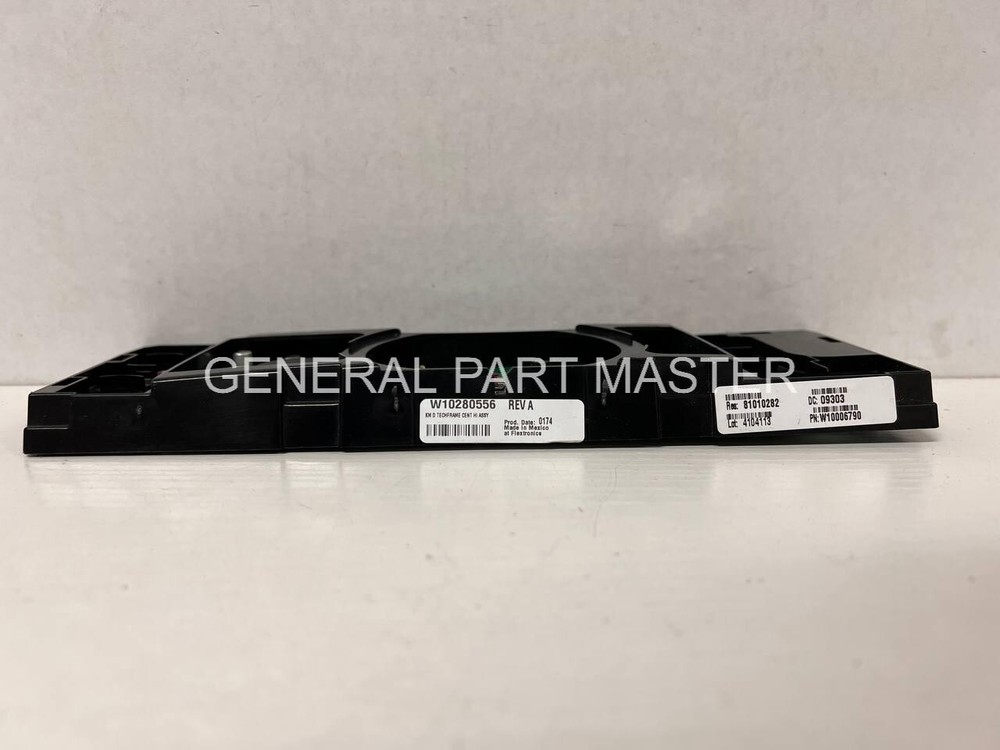 GENERAL PART MASTER
W10280556 REV A
KM D TECHFRAME CENT HI ASSY
Prod. Date: 0174
Made in Mexico
at Flextronics
Res: 81010282
Lot: 4104113
DC: 09303
PN: W10006790